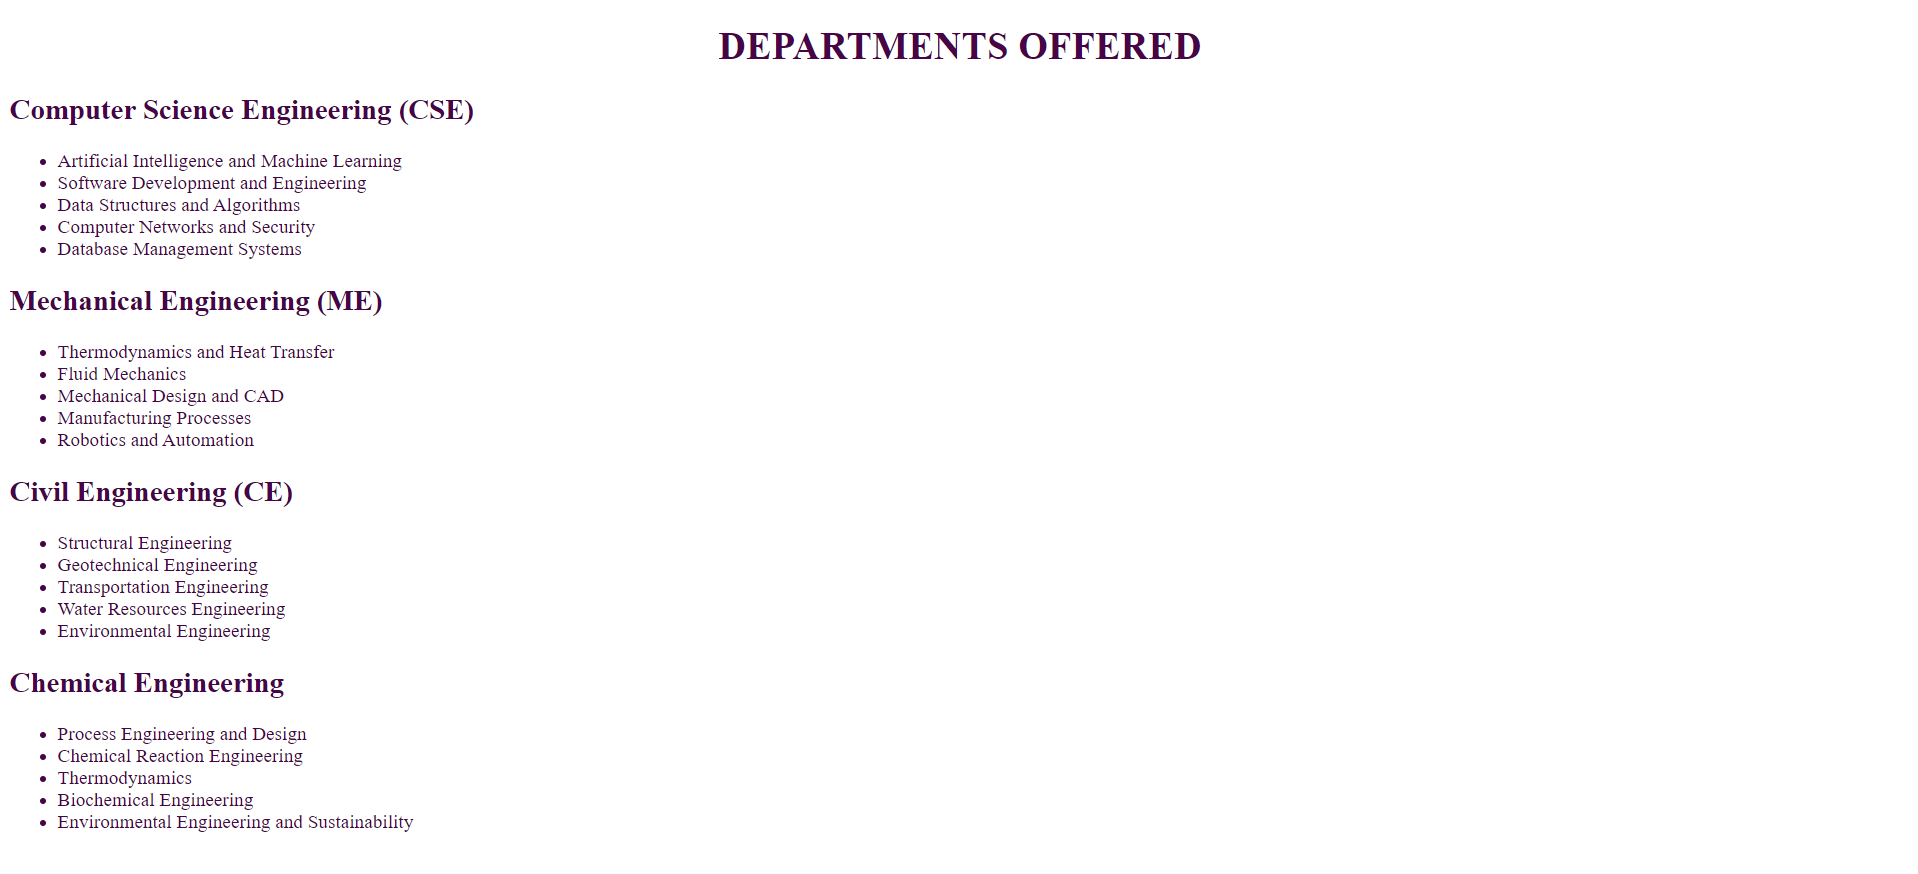 DEPARTMENTS OFFERED
Computer Science Engineering (CSE)
Artificial Intelligence and Machine Learning
Software Development and Engineering
Data Structures and Algorithms
Computer Networks and Security
Database Management Systems
Mechanical Engineering (ME)
Thermodynamics and Heat Transfer
Fluid Mechanics
Mechanical Design and CAD
Manufacturing Processes
Robotics and Automation
Civil Engineering (CE)
Structural Engineering
Geotechnical Engineering
Transportation Engineering
Water Resources Engineering
Environmental Engineering
Chemical Engineering
Process Engineering and Design
Chemical Reaction Engineering
Thermodynamics
Biochemical Engineering
Environmental Engineering and Sustainability